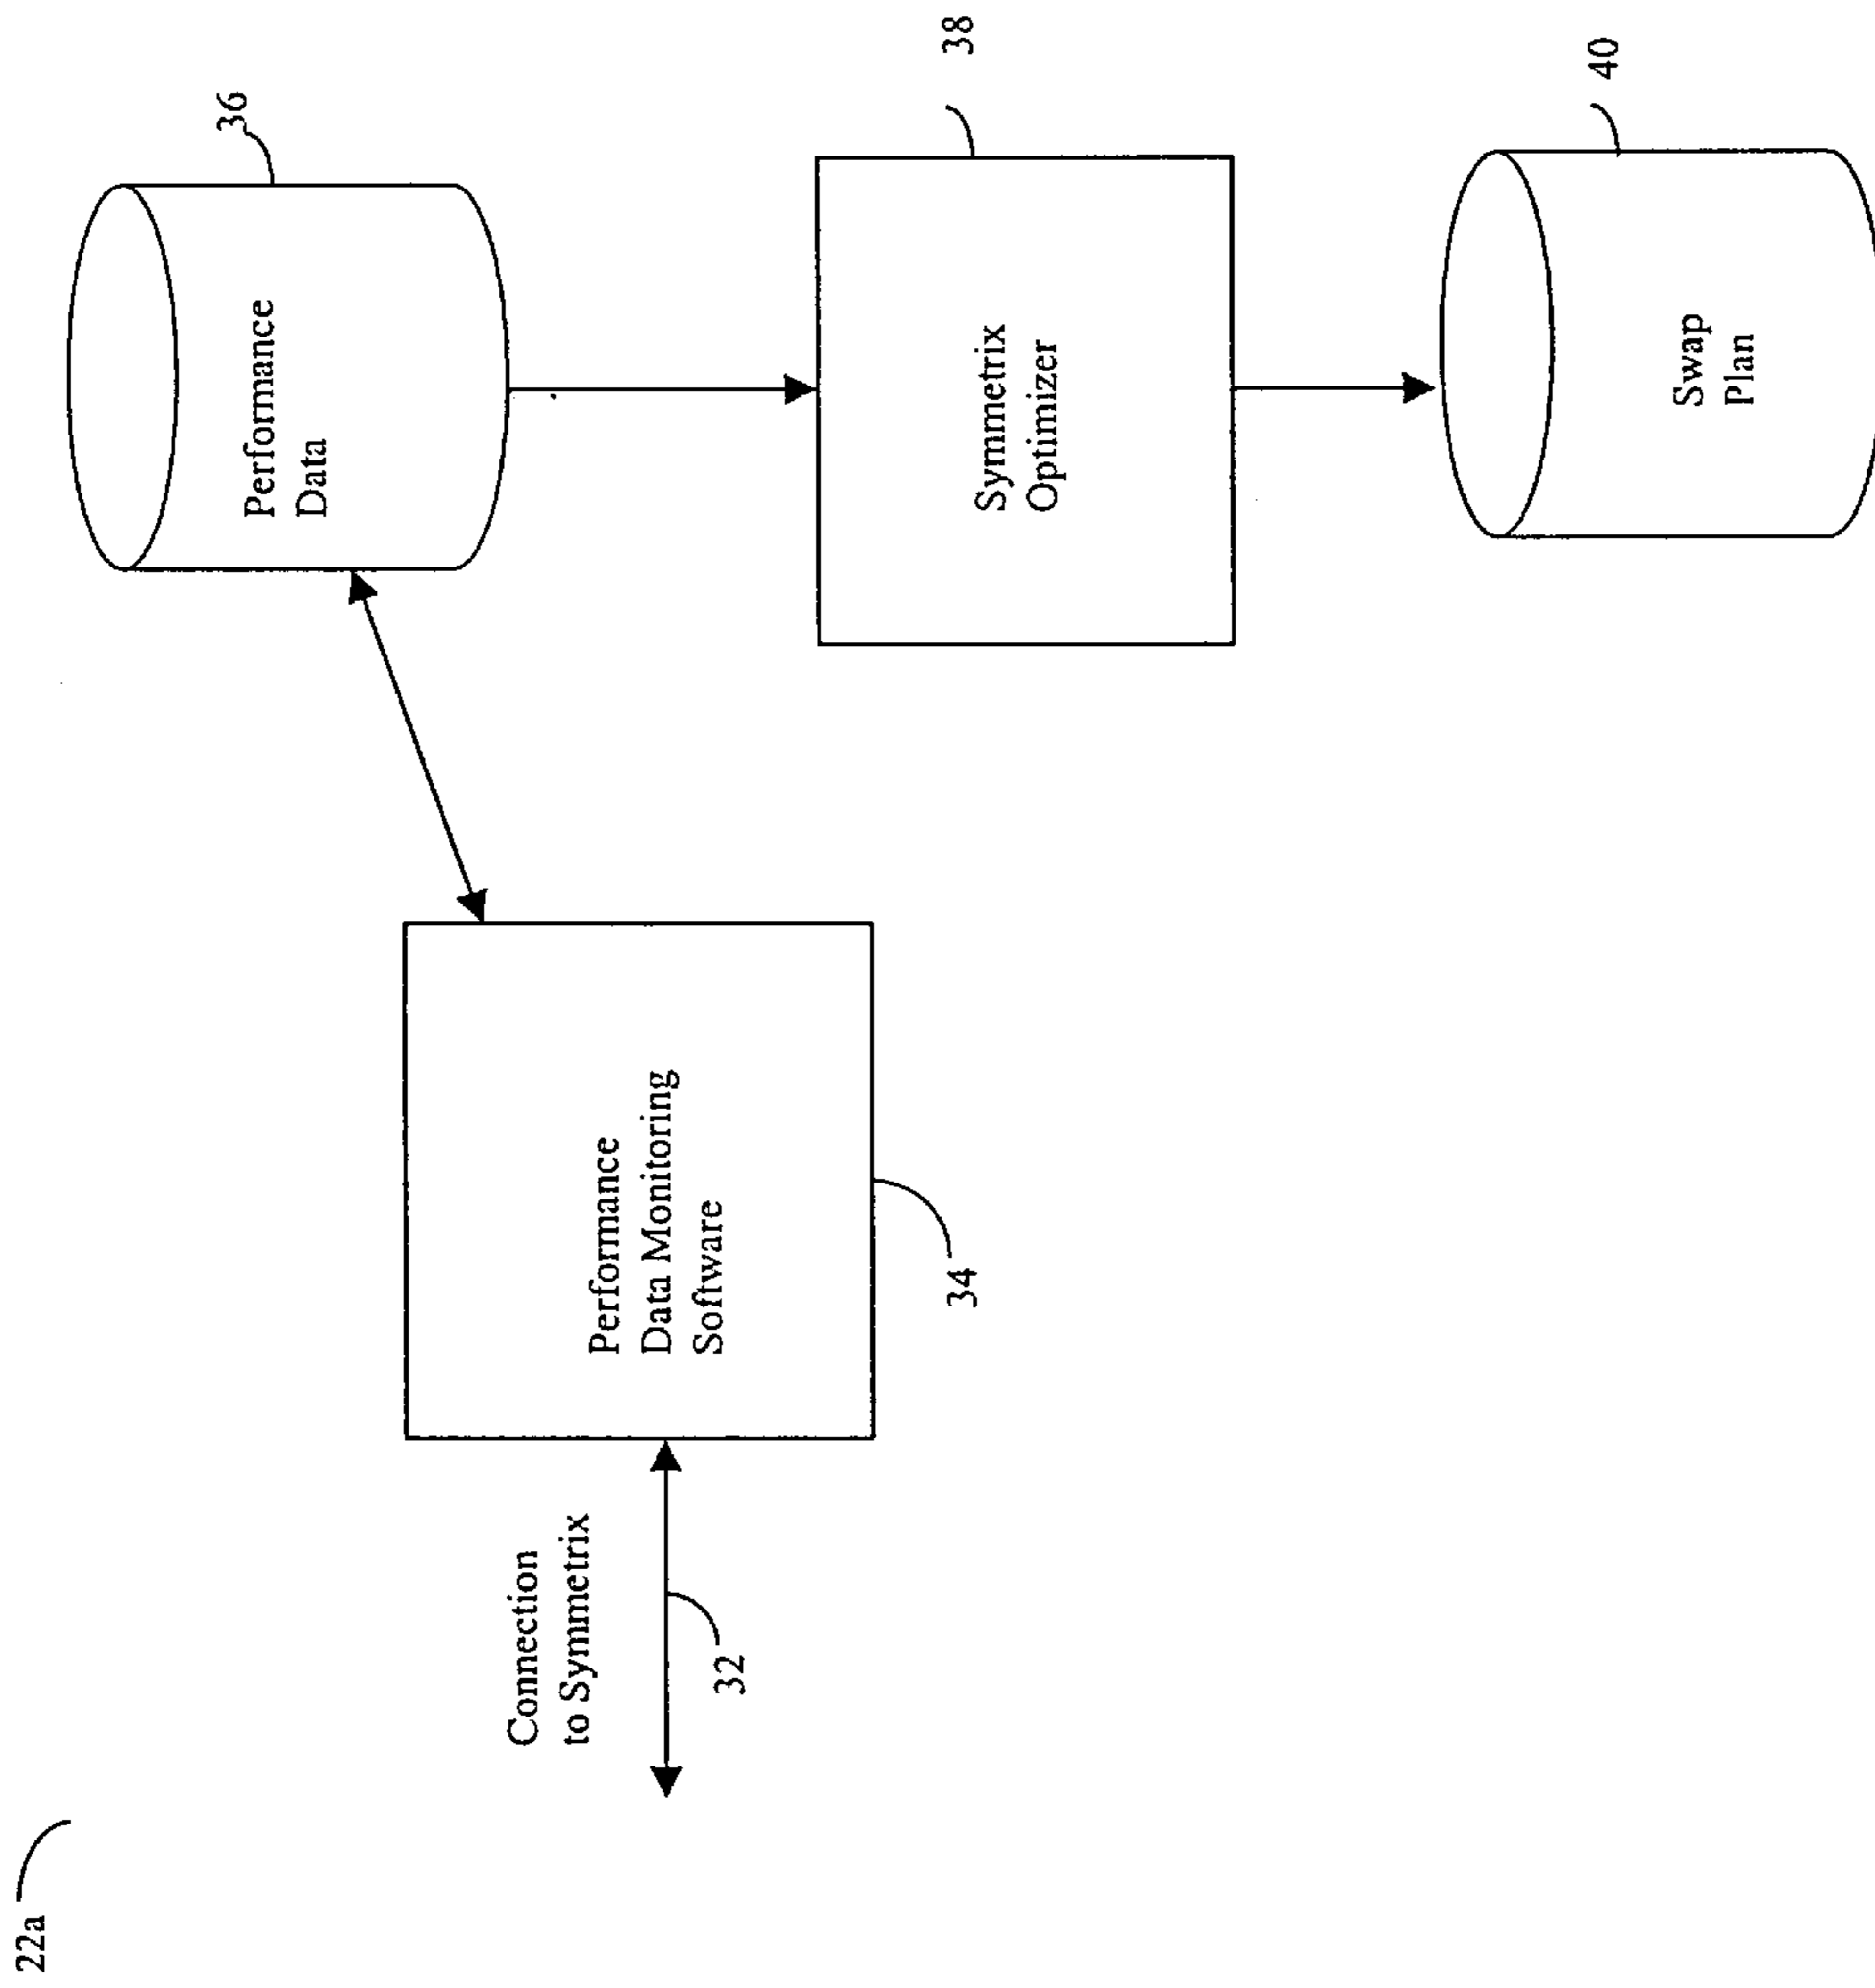 22a
Connection
to Symmetrix
32
Performance
Data Monitoring
Software
34
Performance
Data
36
Symmetrix
Optimizer
38
Swap
Plan
40